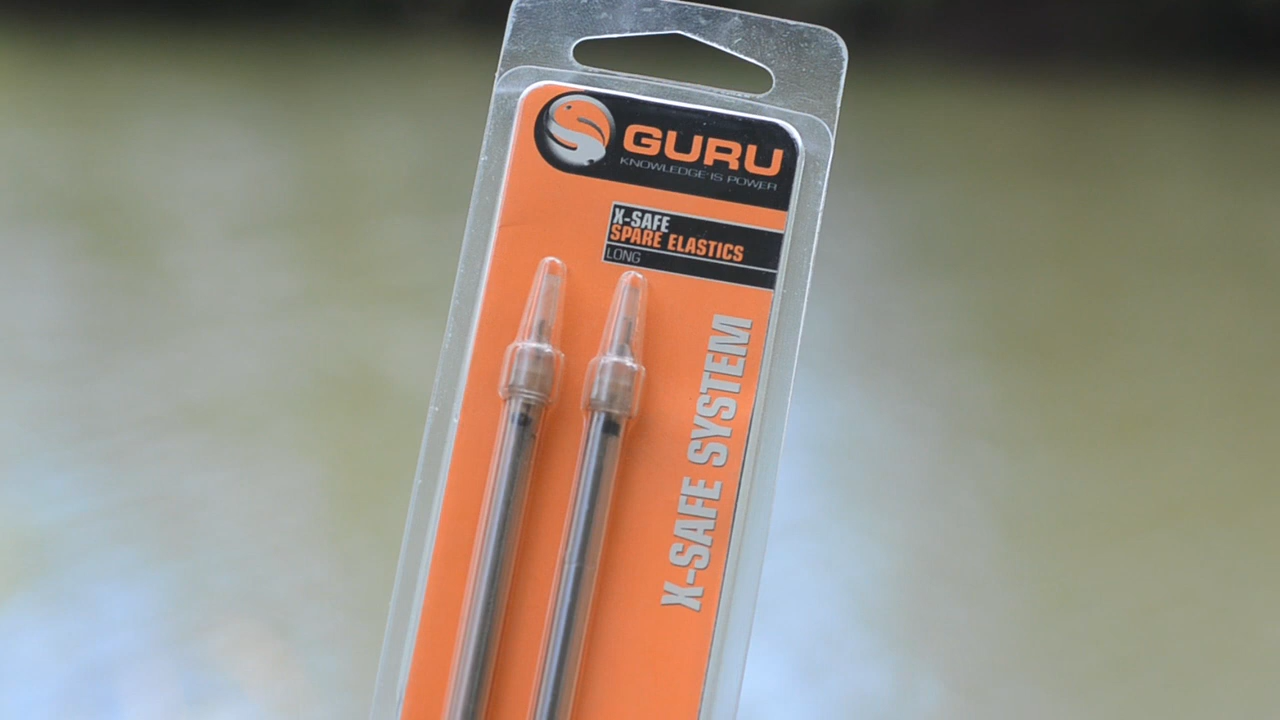 GURU
KNOWLEDGE IS POWER
X-SAFE
SPARE ELASTICS
LONG
X-SAFE SYSTEM